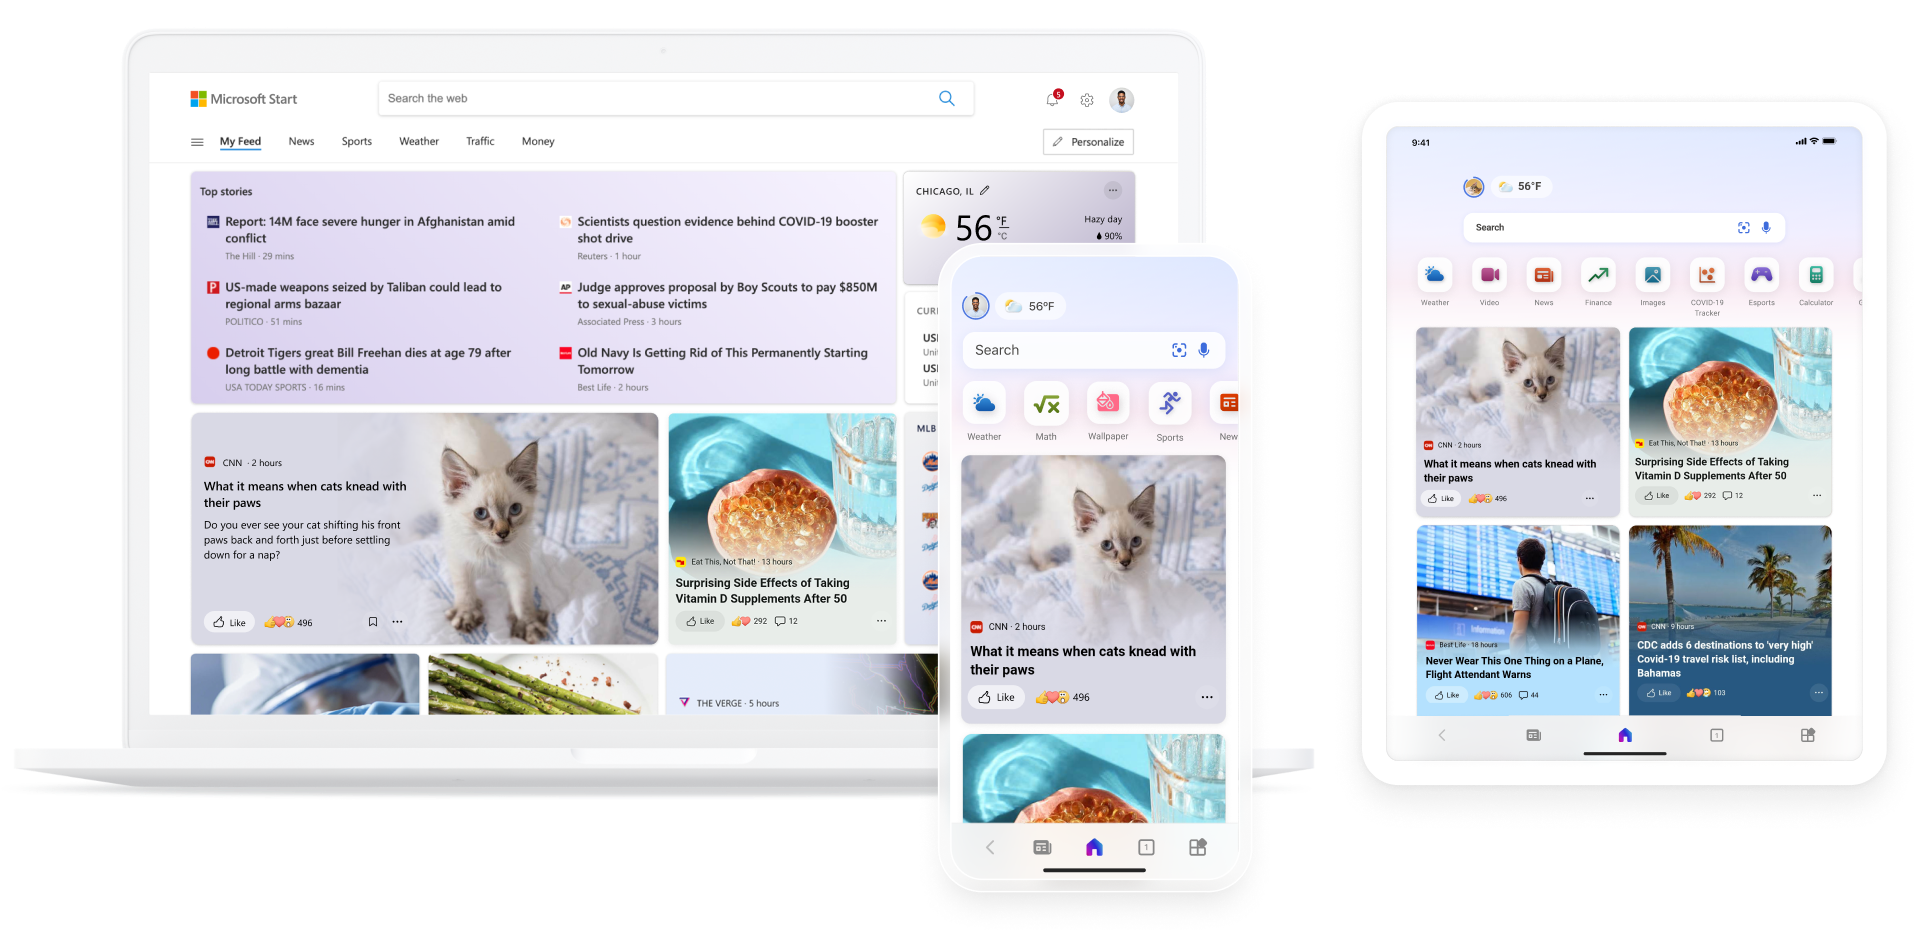 Microsoft Start
Search the web
5
My Feed News Sports Weather Traffic Money
Personalize
Top stories
Report: 14M face severe hunger in Afghanistan amid
conflict
The Hill · 29 mins
US-made weapons seized by Taliban could lead to
regional arms bazaar
POLITICO · 51 mins
Detroit Tigers great Bill Freehan dies at age 79 after
long battle with dementia
USA TODAY SPORTS · 16 mins
Scientists question evidence behind COVID-19 booster
shot drive
Reuters · 1 hour
AP
Judge approves proposal by Boy Scouts to pay $850M
to sexual-abuse victims
Associated Press · 3 hours
Old Navy Is Getting Rid of This Permanently Starting
Tomorrow
Best Life · 2 hours
CHICAGO, IL
56 °F
°C
Hazy day
90%
MLB
CNN · 2 hours
What it means when cats knead with
their paws
Do you ever see your cat shifting his front
paws back and forth just before settling
down for a nap?
Like 496
Eat This, Not That! · 13 hours
Surprising Side Effects of Taking
Vitamin D Supplements After 50
Like 292 12
THE VERGE · 5 hours
56°F
Search
Weather Math Wallpaper Sports
CNN · 2 hours
What it means when cats knead with
their paws
Like 496
1
9:41
56°F
Search
Weather Video News Finance Images COVID-19 Esports Calculator
Tracker
CNN · 2 hours
What it means when cats knead with
their paws
Like 496
Eat This, Not That! · 13 hours
Surprising Side Effects of Taking
Vitamin D Supplements After 50
Like 292 12
Information
Best Life · 18 hours
Never Wear This One Thing on a Plane,
Flight Attendant Warns
Like 606 44
CNN · 9 hours
CDC adds 6 destinations to 'very high'
Covid-19 travel risk list, including
Bahamas
Like 103
1